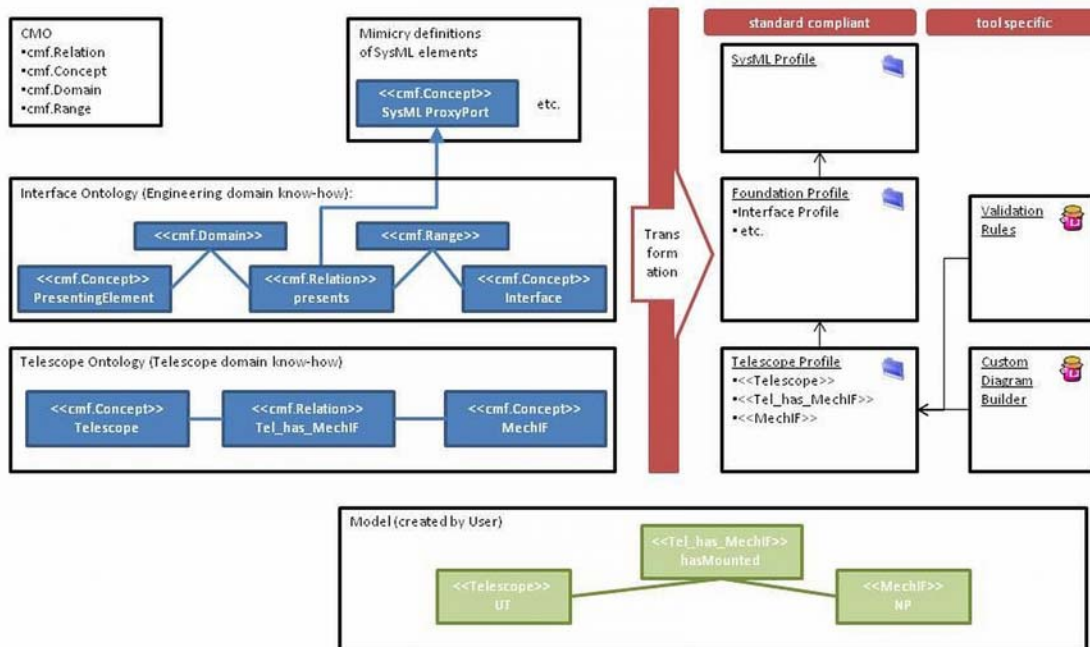 CMO
▪cmf.Relation
▪cmf.Concept
▪cmf.Domain
▪cmf.Range
Mimicry definitions
of SysML elements
<<cmf.Concept>>
SysML ProxyPort
etc.
Interface Ontology (Engineering domain know-how):
<<cmf.Domain>>
<<cmf.Range>>
<<cmf.Concept>>
PresentingElement
<<cmf.Relation>>
presents
<<cmf.Concept>>
Interface
Telescope Ontology (Telescope domain know-how)
<<cmf.Concept>>
Telescope
<<cmf.Relation>>
Tel_has_MechIF
<<cmf.Concept>>
MechIF
Trans
form
ation
standard compliant
tool specific
SysML Profile
Foundation Profile
▪Interface Profile
▪ etc.
Validation
Rules
Telescope Profile
▪<<Telescope>>
▪<<Tel_has_MechIF>>
▪<<MechIF>>
Custom
Diagram
Builder
Model (created by User)
<<Tel_has_MechIF>>
hasMounted
<<Telescope>>
UT
<<MechIF>>
NP